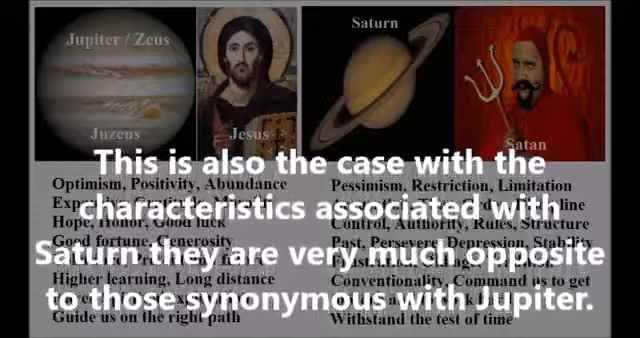 Jupiter / Zeus
Juzeus
Jesus
Saturn
Satan
Optimism, Positivity, Abundance
Hope, Honor, Good luck
Good fortune, Generosity
Higher learning, Long distance
Guide us on the right path
Pessimism, Restriction, Limitation
Control, Authority, Rules, Structure
Past, Persevere, Depression, Stability
Conventionality, Command us to get
Withstand the test of time
This is also the case with the
characteristics associated with
Saturn they are very much opposite
to those synonymous with Jupiter.